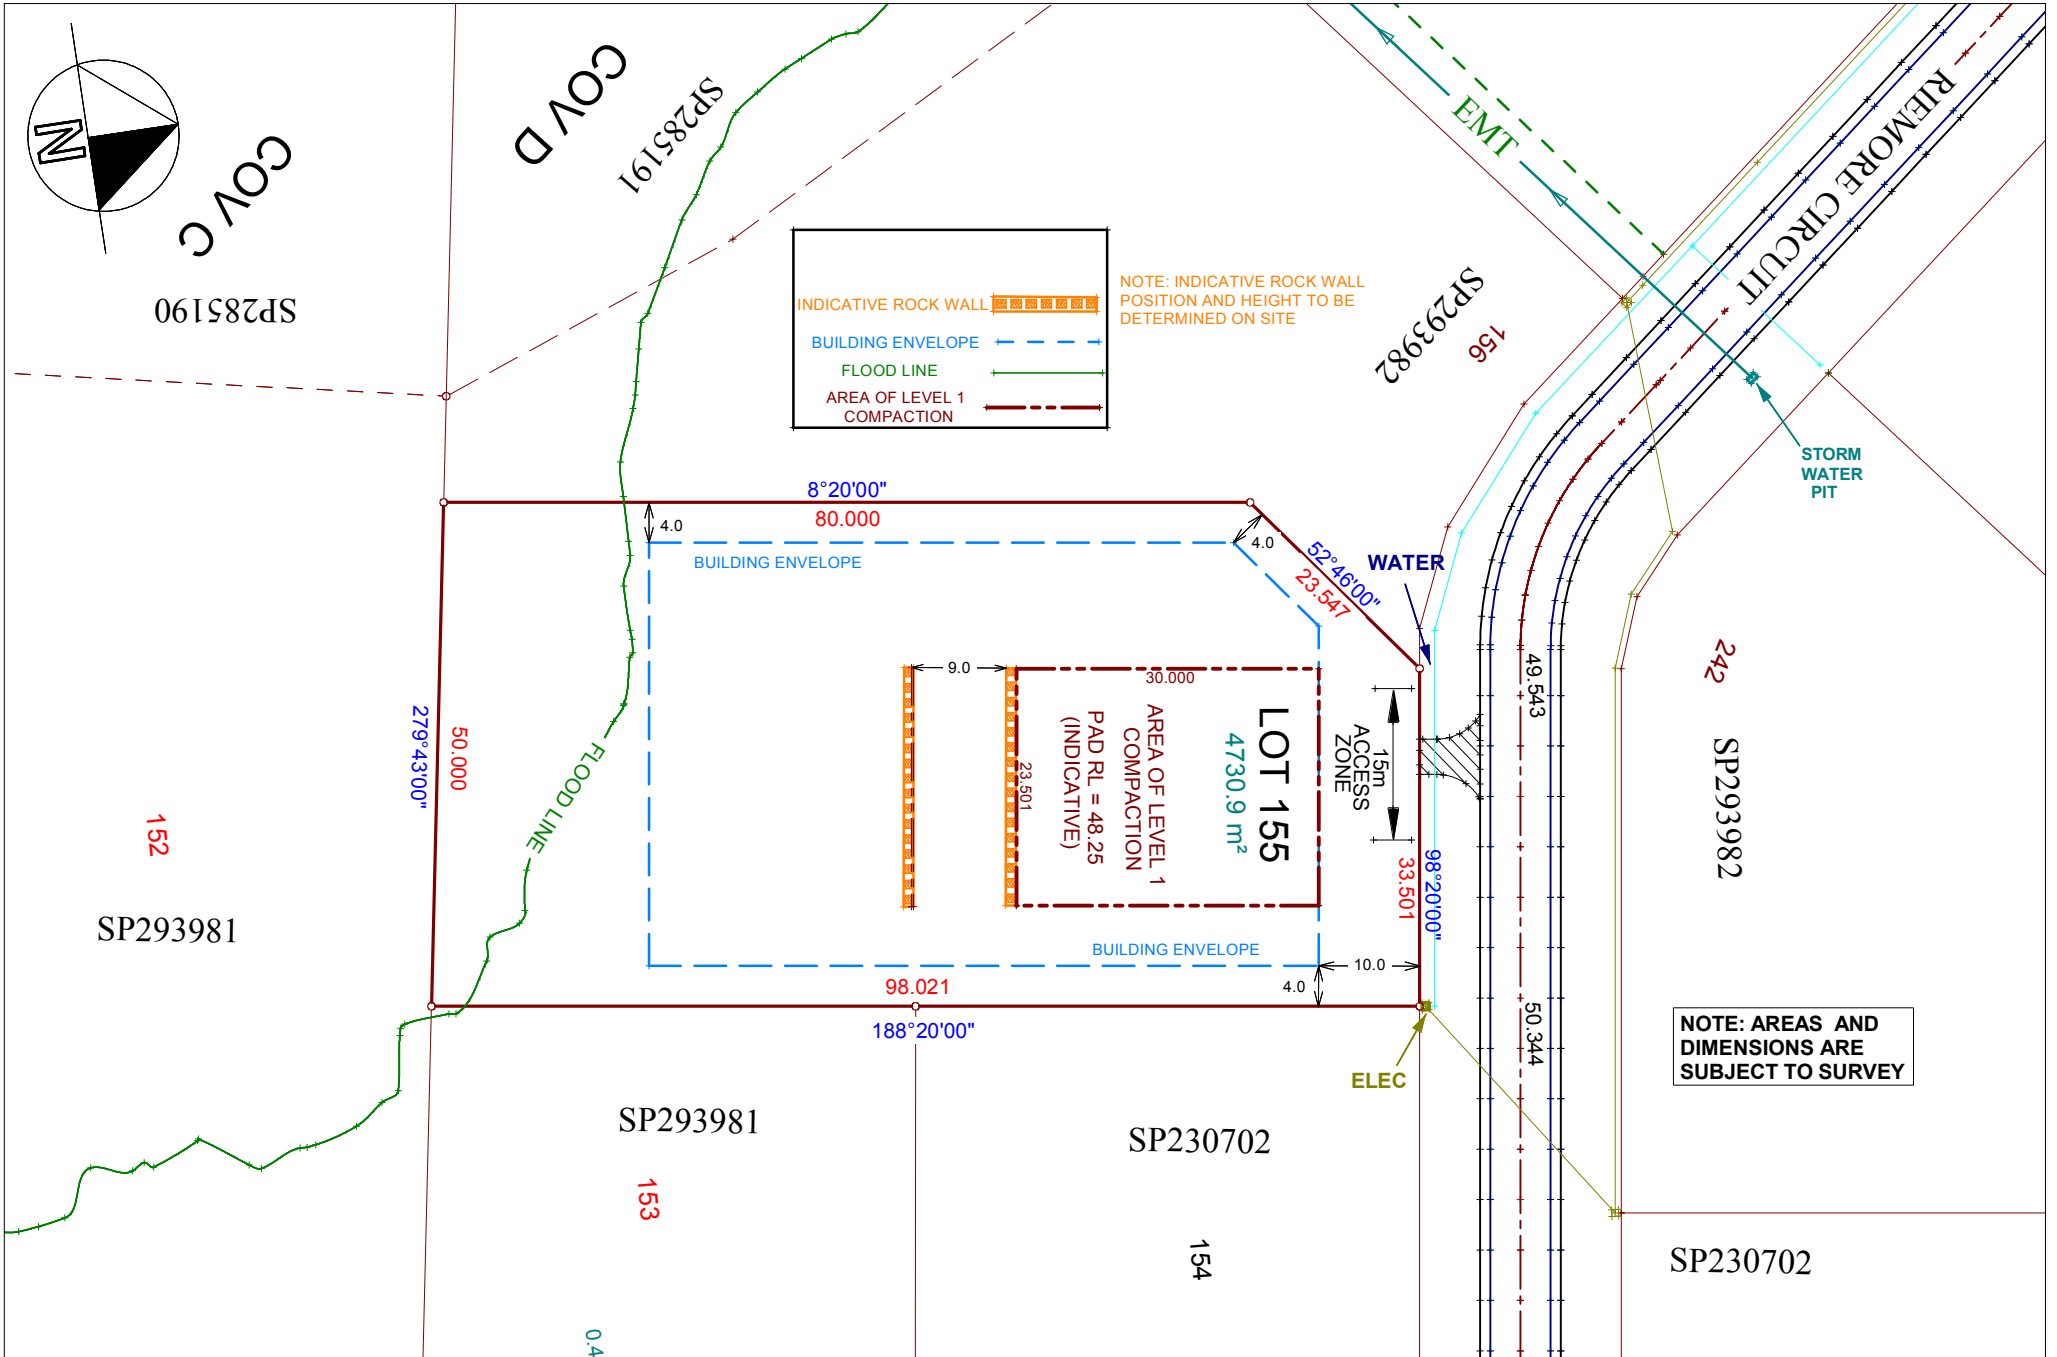 N
COV C
SP285190
COV D
SP285191
INDICATIVE ROCK WALL
BUILDING ENVELOPE
FLOOD LINE
AREA OF LEVEL 1
COMPACTION
NOTE: INDICATIVE ROCK WALL
POSITION AND HEIGHT TO BE
DETERMINED ON SITE
EMT
RIEMORE CIRCUIT
SP293982
156
STORM
WATER
PIT
8°20'00"
80.000
4.0
BUILDING ENVELOPE
4.0
52°46'00"
23.547
WATER
9.0
30.000
23.501
LOT 155
4730.9 m²
AREA OF LEVEL 1
COMPACTION
PAD RL = 48.25
(INDICATIVE)
15m
ACCESS
ZONE
98°20'00"
33.501
49.543
50.344
242
SP293982
279°43'00"
50.000
FLOOD LINE
152
SP293981
BUILDING ENVELOPE
10.0
4.0
98.021
188°20'00"
ELEC
NOTE: AREAS AND
DIMENSIONS ARE
SUBJECT TO SURVEY
SP293981
153
SP230702
154
SP230702
0.4